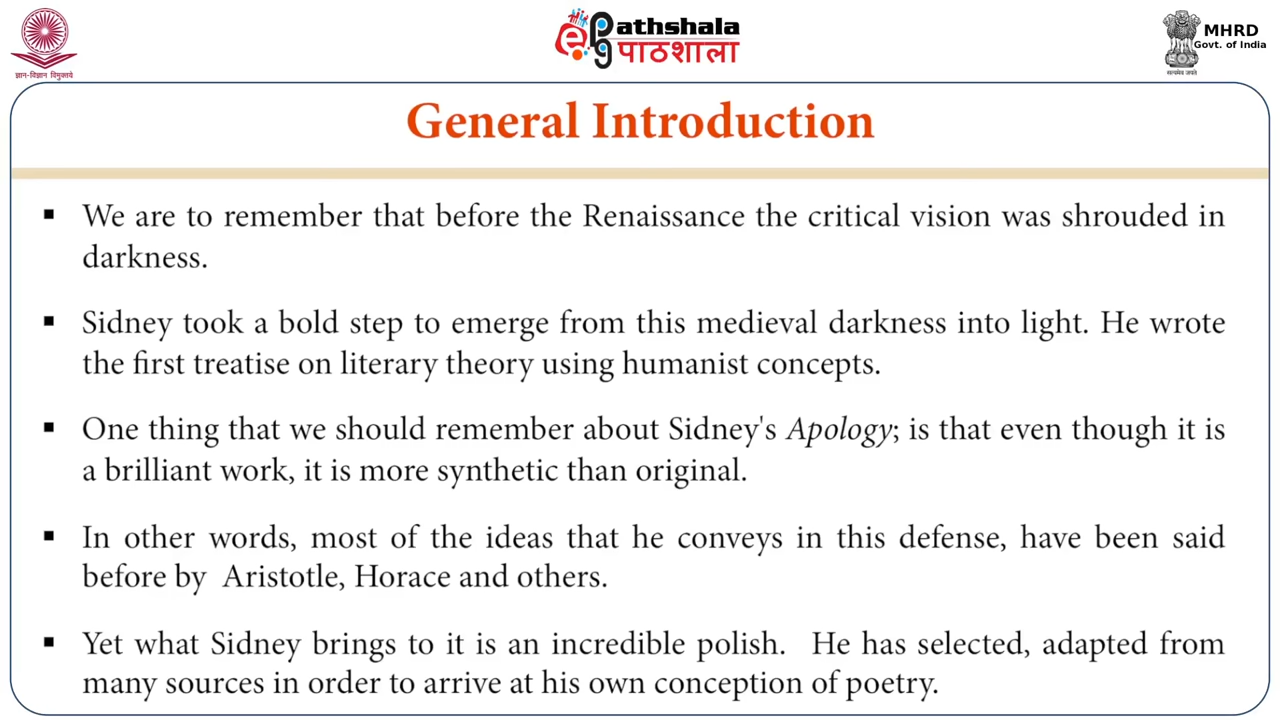 ज्ञान-विज्ञान विमुक्तये
e
PG
athshala
पाठशाला
सत्यमेव जयते
MHRD
Govt. of India
General Introduction
▪ We are to remember that before the Renaissance the critical vision was shrouded in
darkness.
▪ Sidney took a bold step to emerge from this medieval darkness into light. He wrote
the first treatise on literary theory using humanist concepts.
▪ One thing that we should remember about Sidney's Apology; is that even though it is
a brilliant work, it is more synthetic than original.
▪ In other words, most of the ideas that he conveys in this defense, have been said
before by  Aristotle, Horace and others.
▪ Yet what Sidney brings to it is an incredible polish.  He has selected, adapted from
many sources in order to arrive at his own conception of poetry.